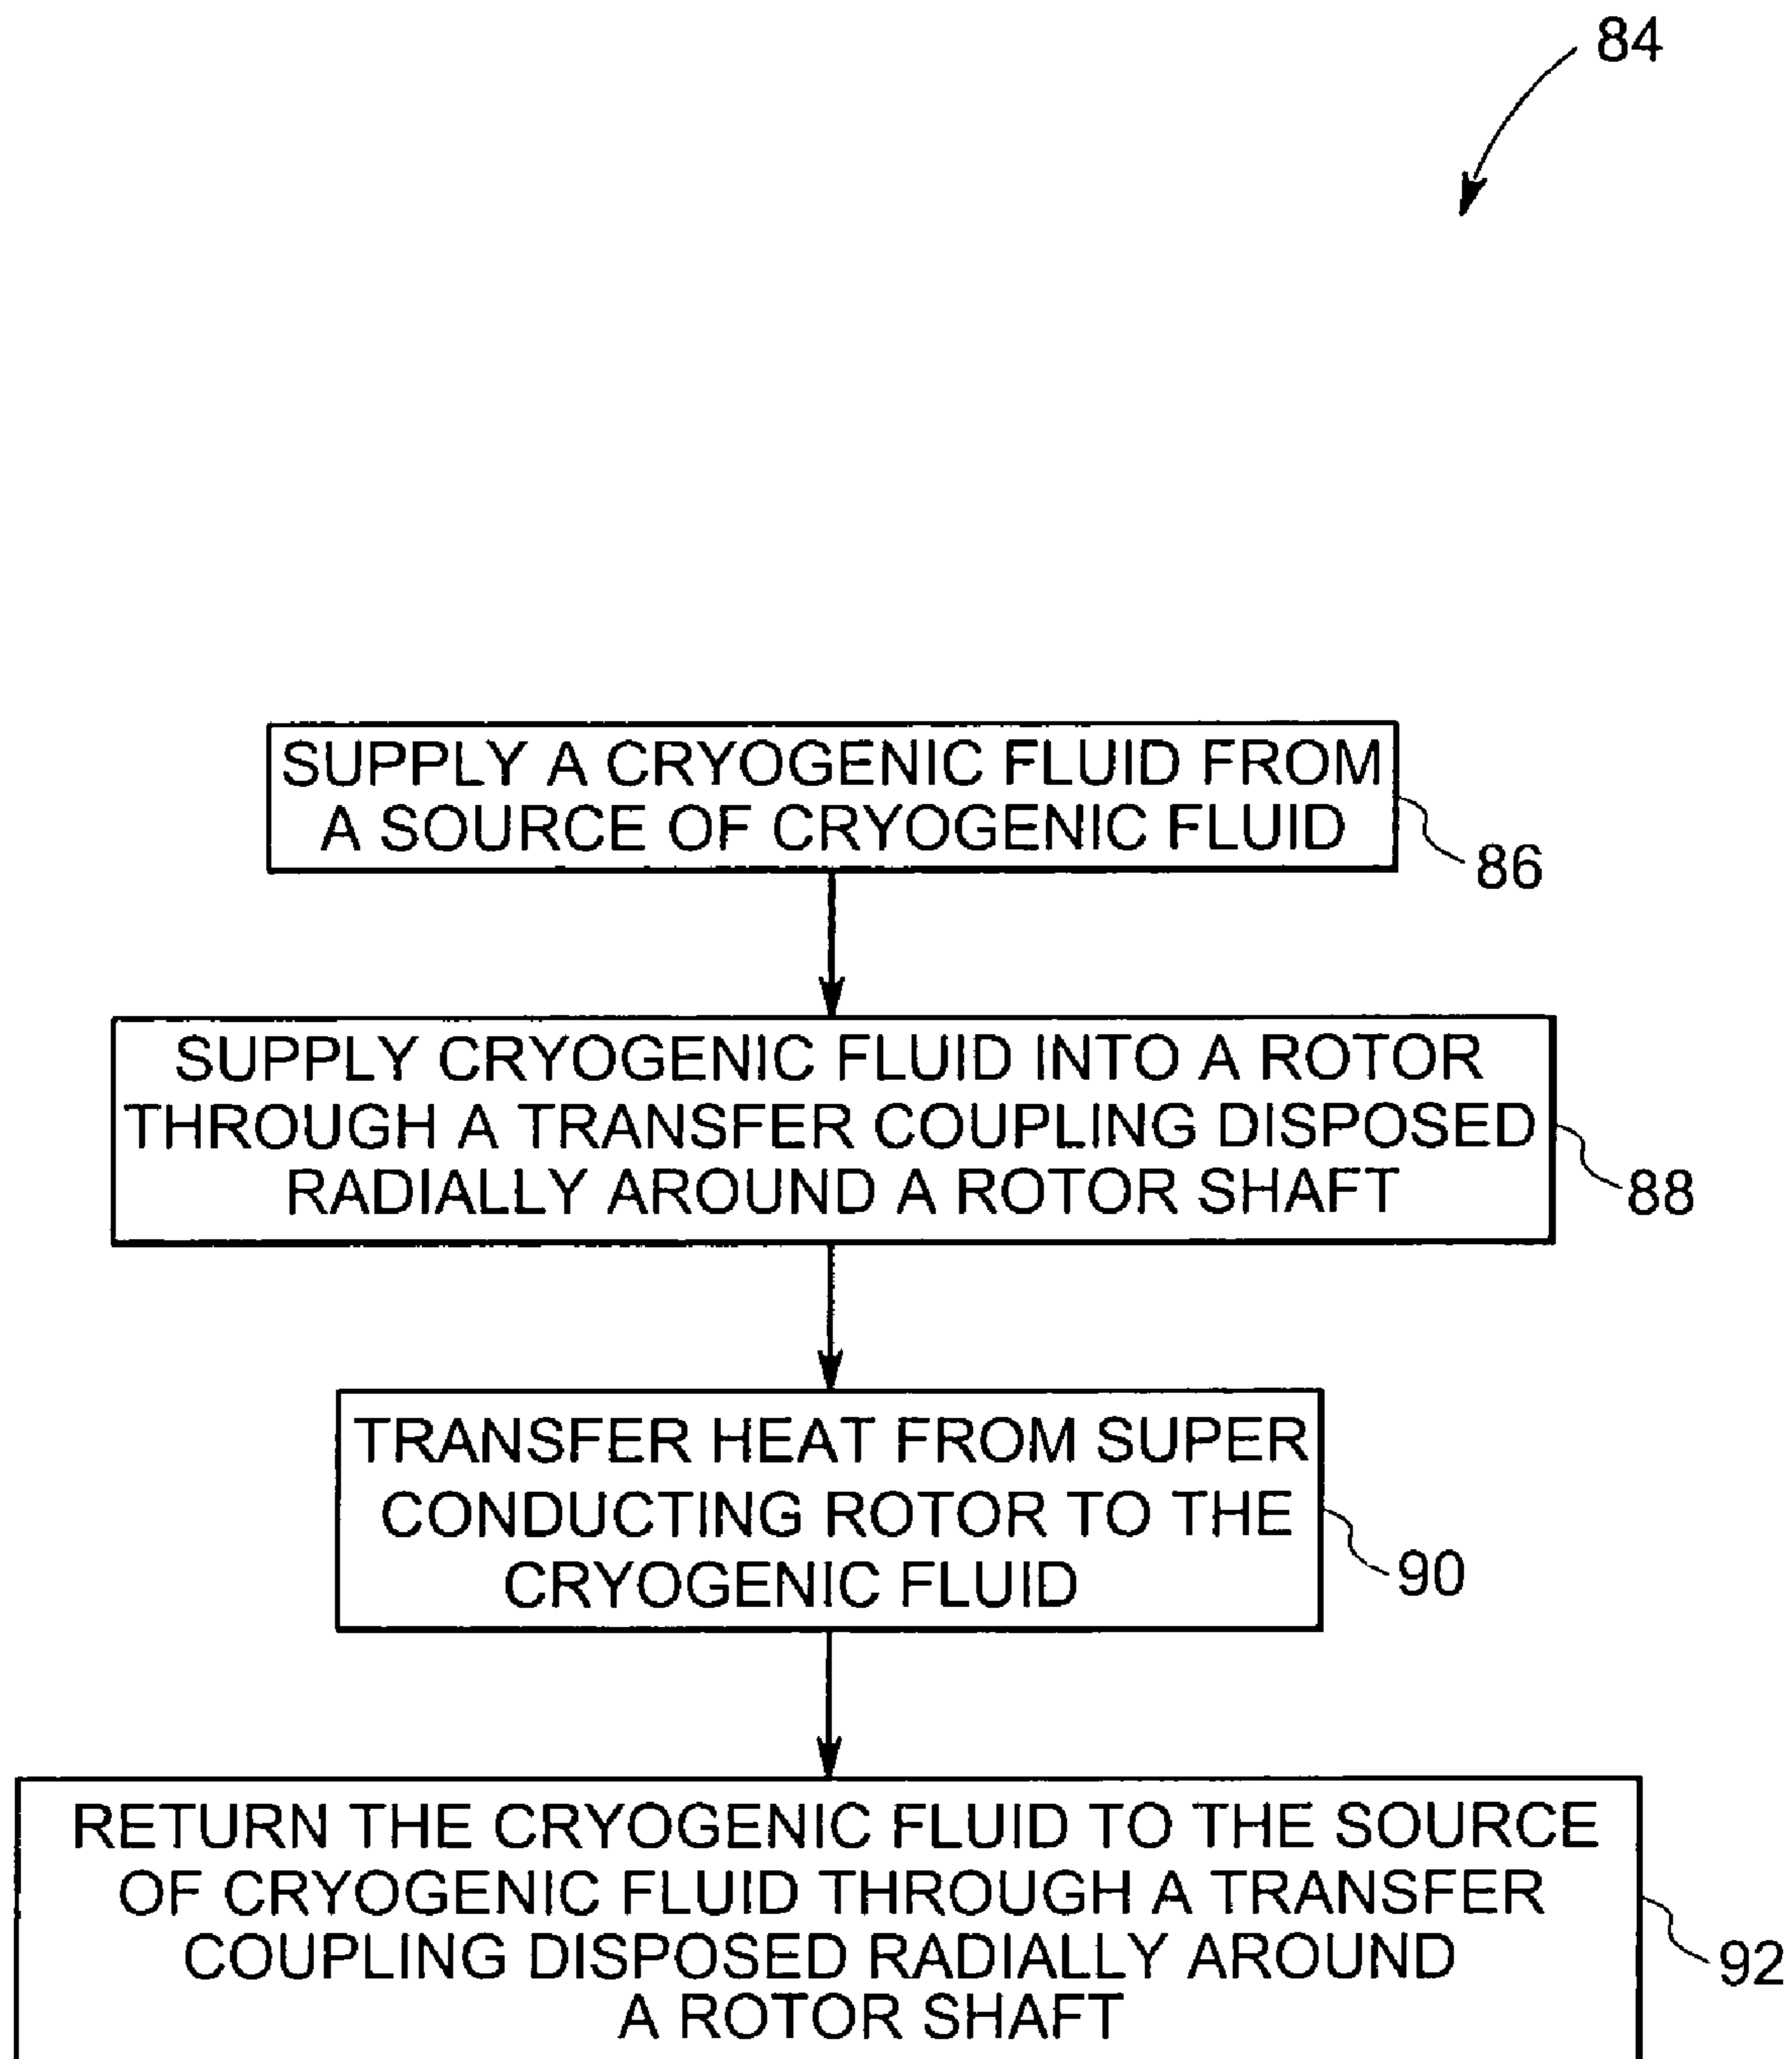 84
SUPPLY A CRYOGENIC FLUID FROM
A SOURCE OF CRYOGENIC FLUID
86
SUPPLY CRYOGENIC FLUID INTO A ROTOR
THROUGH A TRANSFER COUPLING DISPOSED
RADIALLY AROUND A ROTOR SHAFT
88
TRANSFER HEAT FROM SUPER
CONDUCTING ROTOR TO THE
CRYOGENIC FLUID
90
RETURN THE CRYOGENIC FLUID TO THE SOURCE
OF CRYOGENIC FLUID THROUGH A TRANSFER
COUPLING DISPOSED RADIALLY AROUND
A ROTOR SHAFT
92